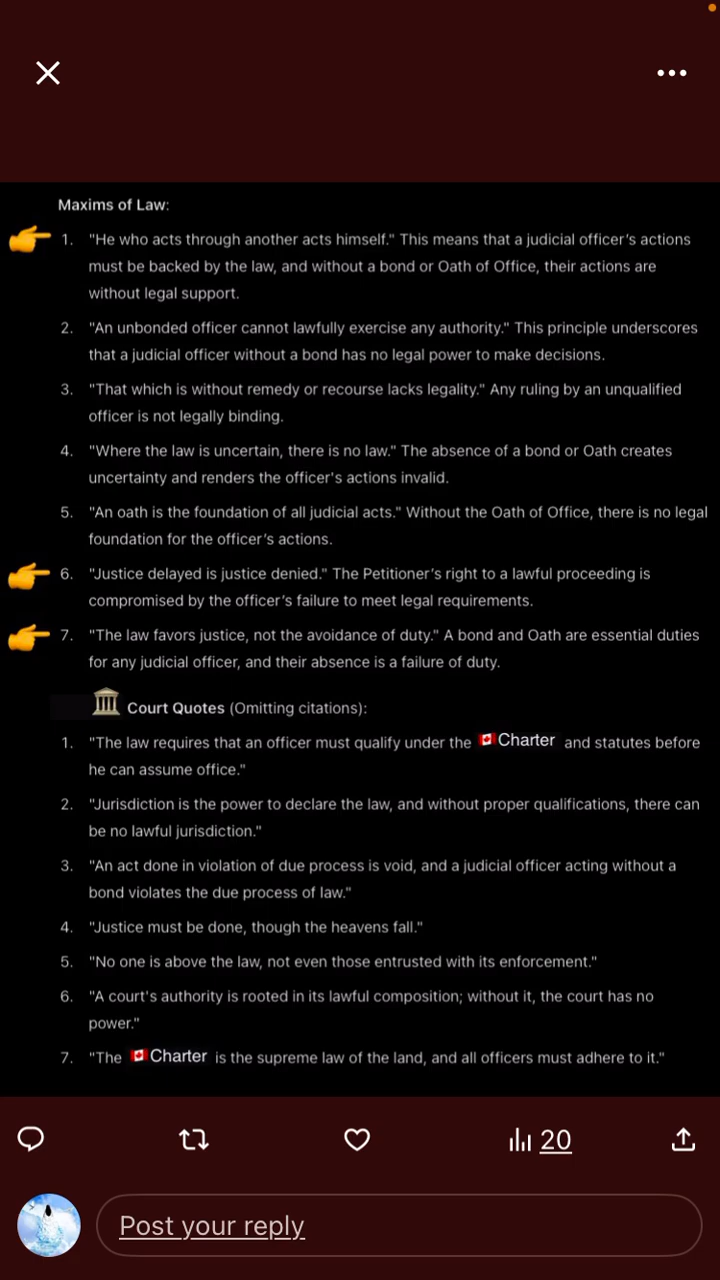 Maxims of Law:
1. "He who acts through another acts himself." This means that a judicial officer's actions
must be backed by the law, and without a bond or Oath of Office, their actions are
without legal support.
2. "An unbonded officer cannot lawfully exercise any authority." This principle underscores
that a judicial officer without a bond has no legal power to make decisions.
3. "That which is without remedy or recourse lacks legality." Any ruling by an unqualified
officer is not legally binding.
4. "Where the law is uncertain, there is no law." The absence of a bond or Oath creates
uncertainty and renders the officer's actions invalid.
5. "An oath is the foundation of all judicial acts." Without the Oath of Office, there is no legal
foundation for the officer's actions.
6. "Justice delayed is justice denied." The Petitioner's right to a lawful proceeding is
compromised by the officer's failure to meet legal requirements.
7. "The law favors justice, not the avoidance of duty." A bond and Oath are essential duties
for any judicial officer, and their absence is a failure of duty.
Court Quotes (Omitting citations):
1. "The law requires that an officer must qualify under the Charter and statutes before
he can assume office."
2. "Jurisdiction is the power to declare the law, and without proper qualifications, there can
be no lawful jurisdiction."
3. "An act done in violation of due process is void, and a judicial officer acting without a
bond violates the due process of law."
4. "Justice must be done, though the heavens fall."
5. "No one is above the law, not even those entrusted with its enforcement."
6. "A court's authority is rooted in its lawful composition; without it, the court has no
power."
7. "The Charter is the supreme law of the land, and all officers must adhere to it."
20
Post your reply